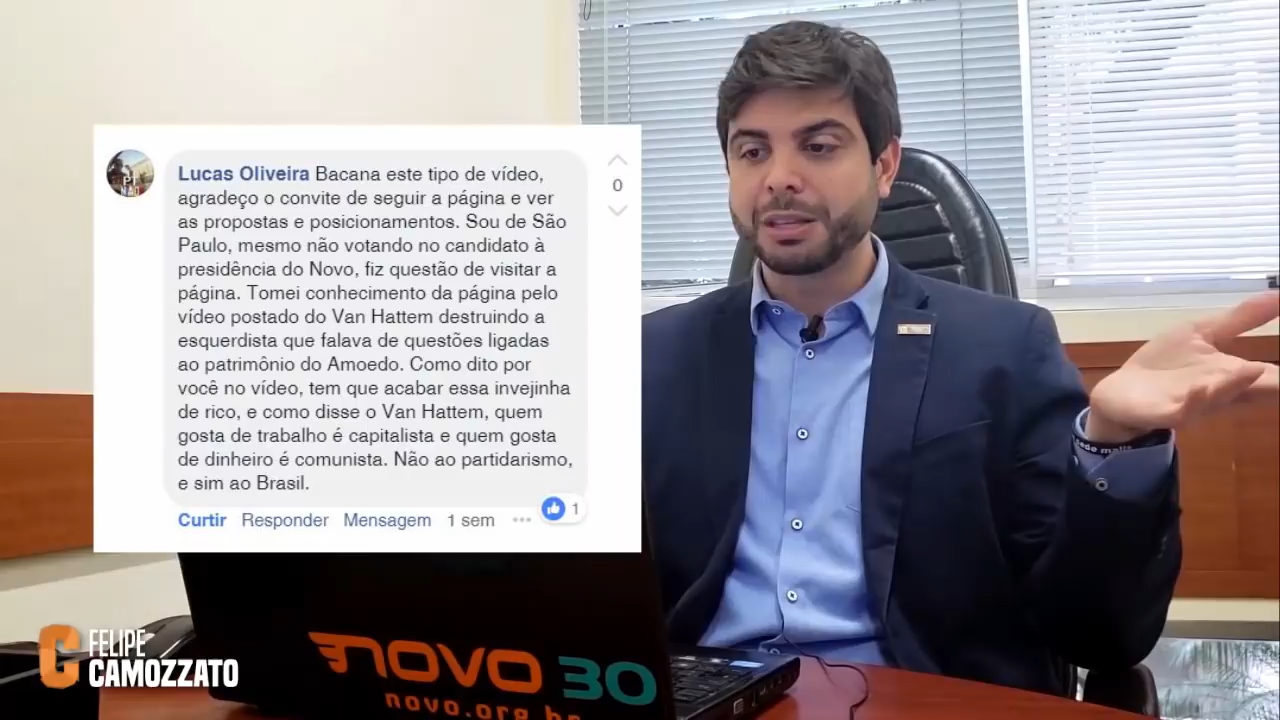 Lucas Oliveira Bacana este tipo de vídeo,
agradeço o convite de seguir a página e ver
as propostas e posicionamentos. Sou de São
Paulo, mesmo não votando no candidato à
presidência do Novo, fiz questão de visitar a
página. Tomei conhecimento da página pelo
vídeo postado do Van Hattem destruindo a
esquerdista que falava de questões ligadas
ao patrimônio do Amoedo. Como dito por
você no vídeo, tem que acabar essa invejinha
de rico, e como disse o Van Hattem, quem
gosta de trabalho é capitalista e quem gosta
de dinheiro é comunista. Não ao partidarismo,
e sim ao Brasil.
0
1
Curtir Responder Mensagem 1 sem ...
NOVO 30
novo.org.br
FELIPE
CAMOZZATO